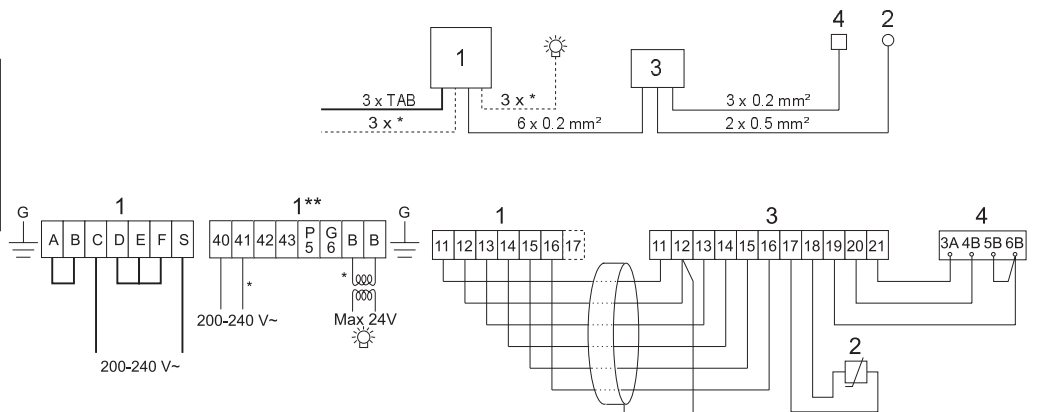 4 2
1
3
3 x TAB
3 x *
3 x *
6 x 0.2 mm²
3 x 0.2 mm²
2 x 0.5 mm²
G 1 1** G 1 3 4
A B C D E F S
40 41 42 43 P5 G6 B B
11 12 13 14 15 16 17
11 12 13 14 15 16 17 18 19 20 21
3A 4B 5B 6B
* *
200-240 V~
Max 24V
200-240 V~
2